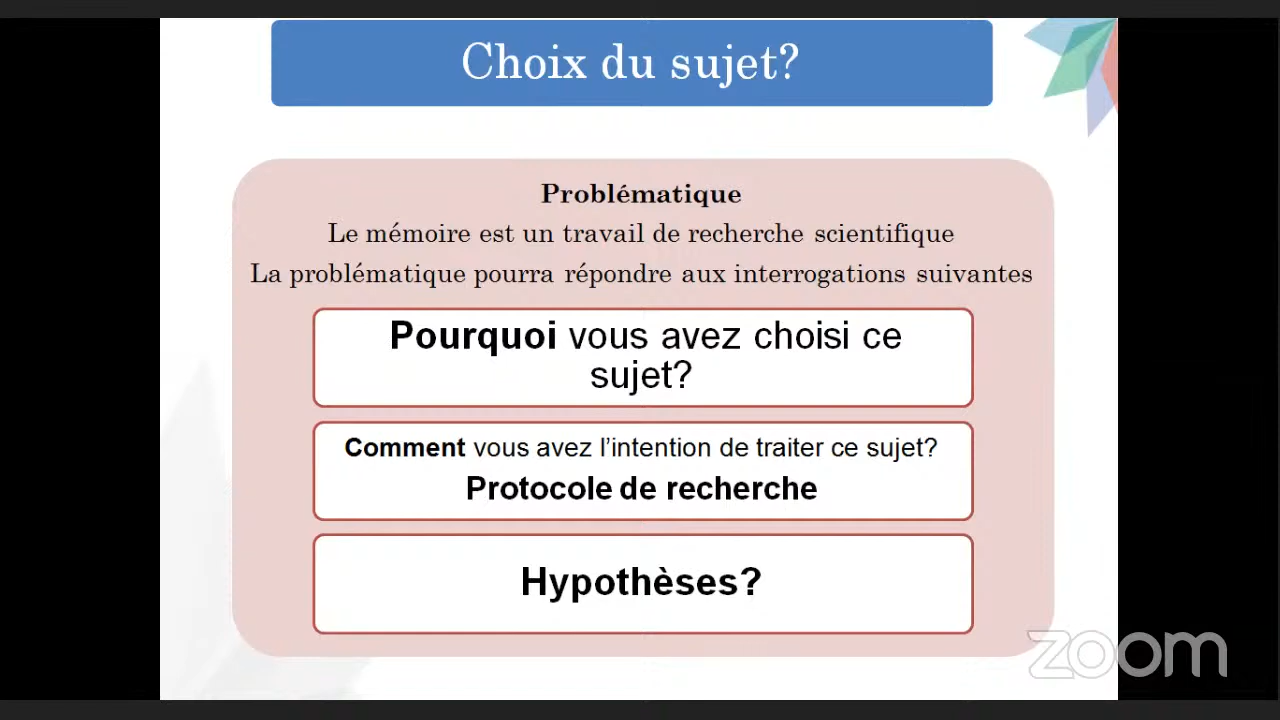 Choix du sujet?
Problématique
Le mémoire est un travail de recherche scientifique
La problématique pourra répondre aux interrogations suivantes
Pourquoi vous avez choisi ce
sujet?
Comment vous avez l'intention de traiter ce sujet?
Protocole de recherche
Hypothèses?
zoom